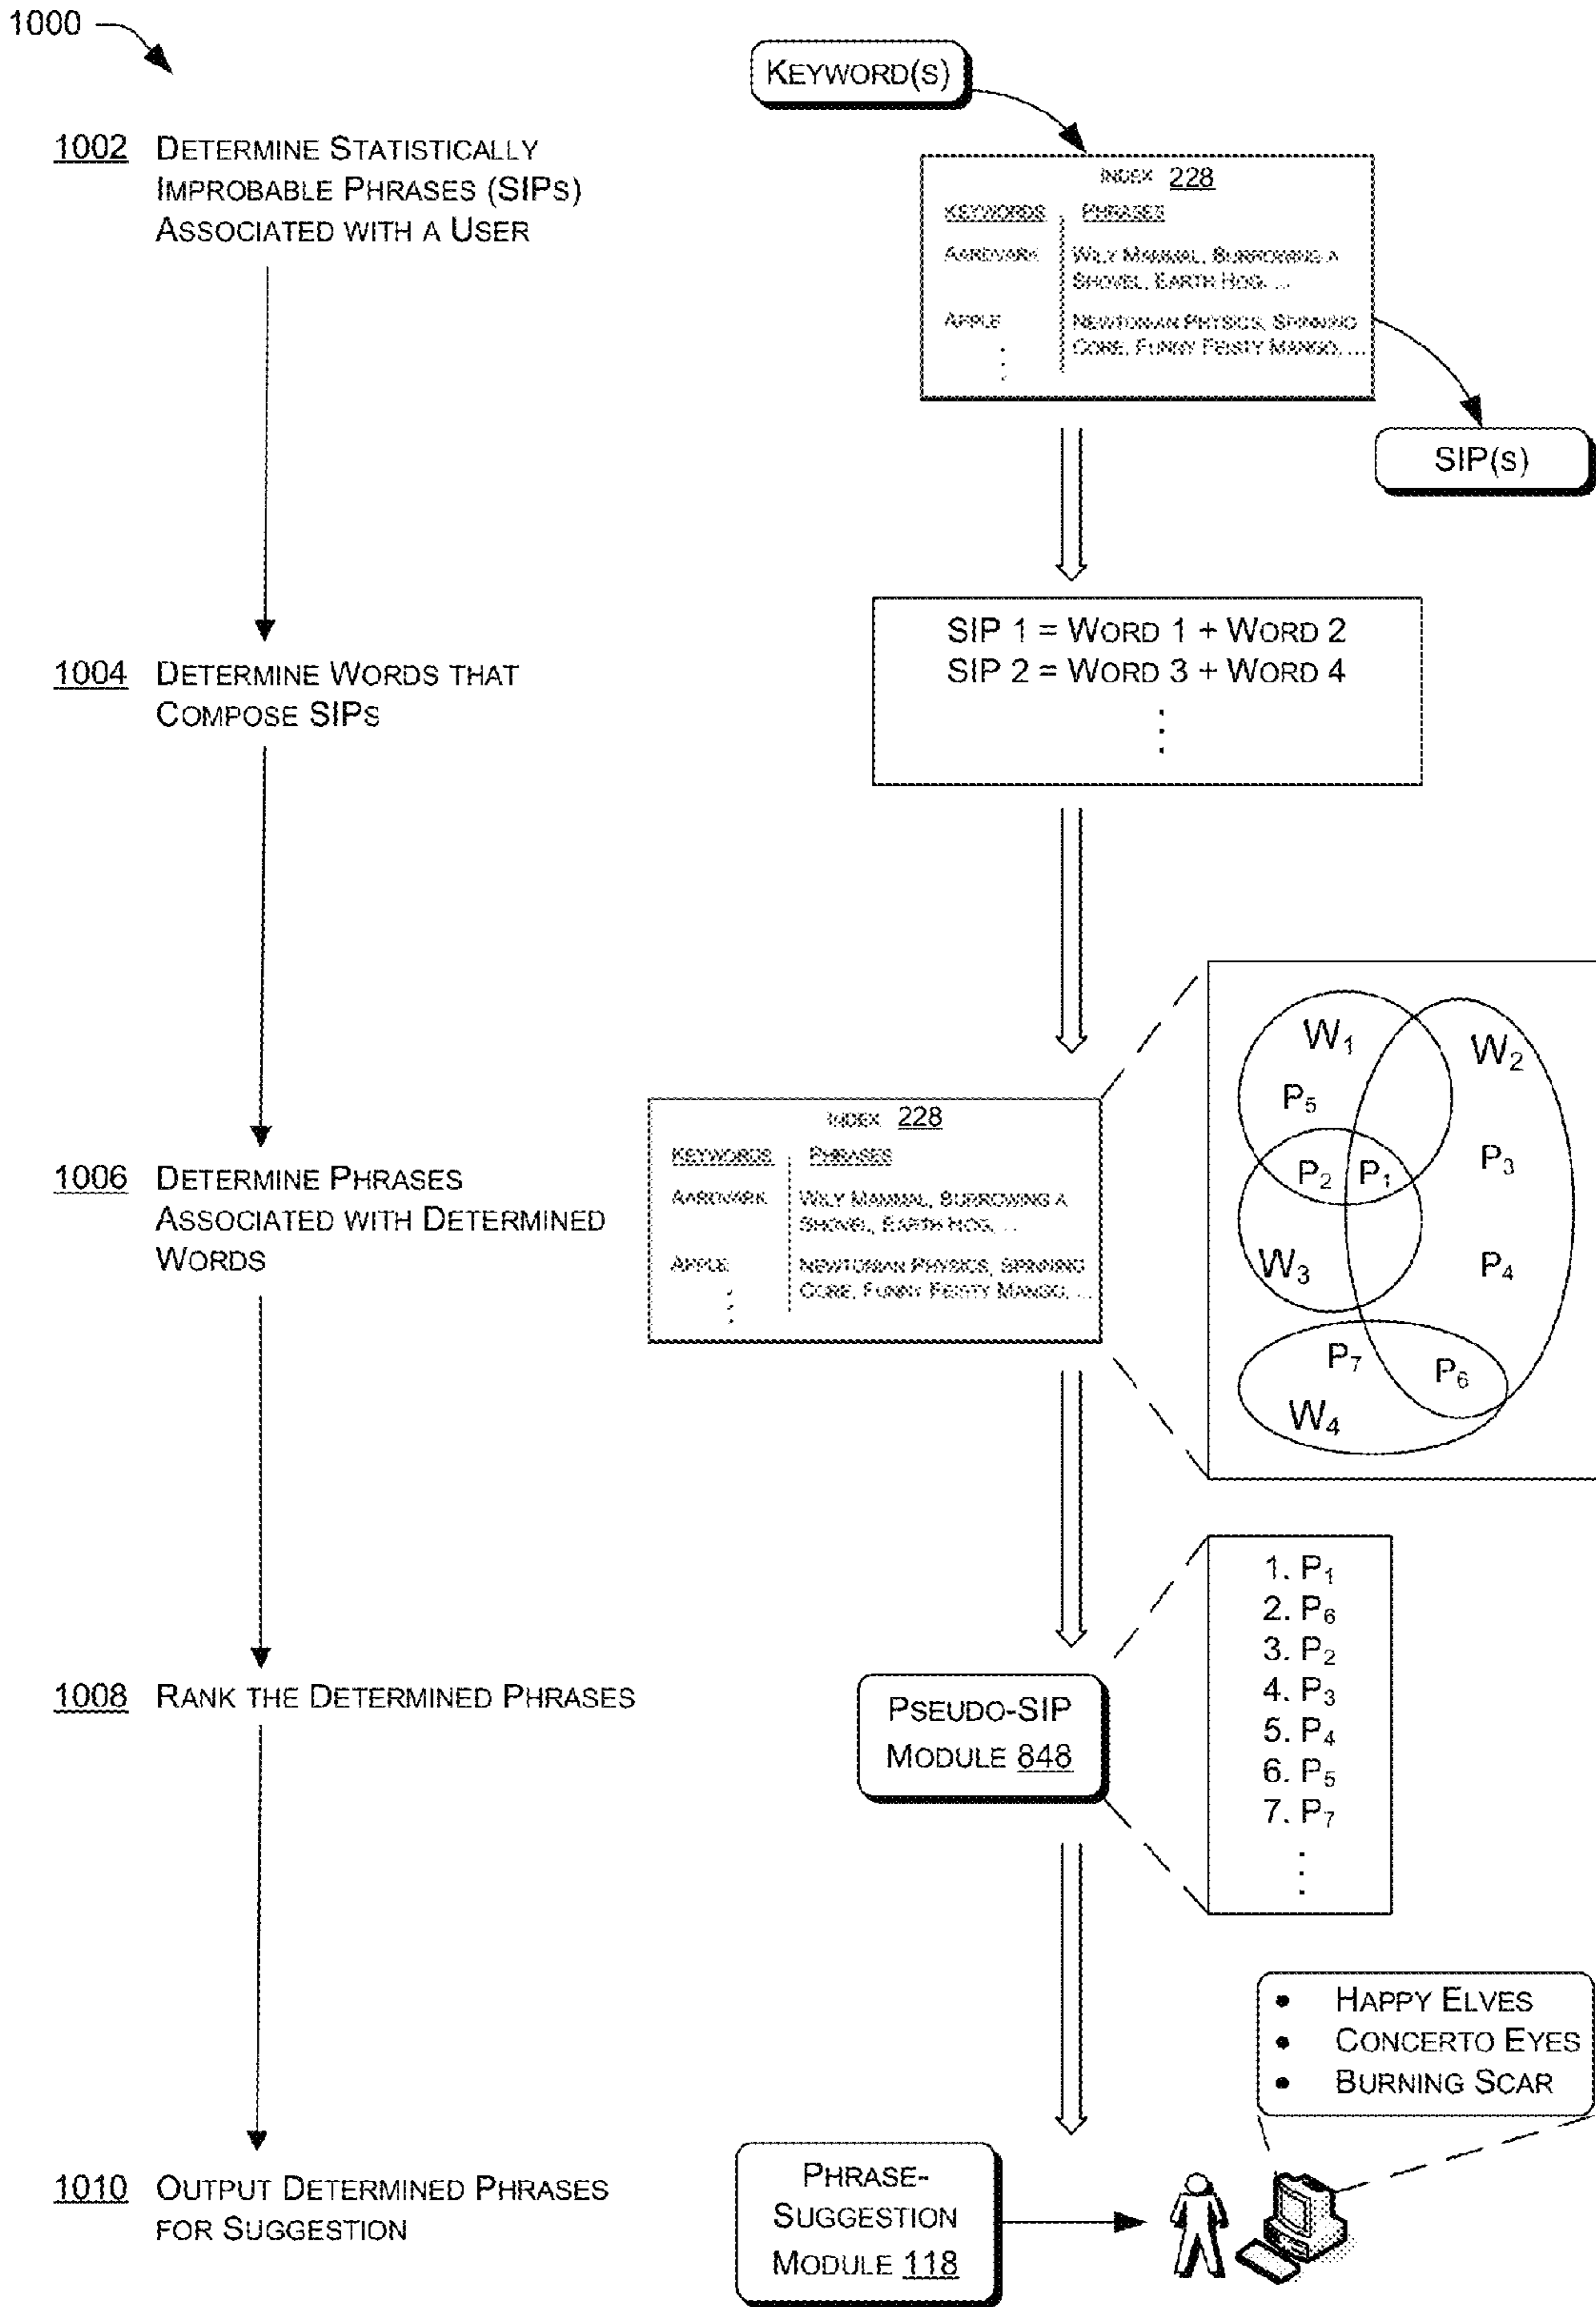 1000
KEYWORD(S)
1002 DETERMINE STATISTICALLY
IMPROBABLE PHRASES (SIPS)
ASSOCIATED WITH A USER
INDEX 228
KEYWORDS PHRASES
AARDVARK WILY MAMMAL, BURROWING A
SHOVEL, EARTH HOG, ...
APPLE NEWTONIAN PHYSICS, SPINNING
CORE, FUNNY FEISTY MANGO, ...
SIP(S)
1004 DETERMINE WORDS THAT
COMPOSE SIPS
SIP 1 = WORD 1 + WORD 2
SIP 2 = WORD 3 + WORD 4
1006 DETERMINE PHRASES
ASSOCIATED WITH DETERMINED
WORDS
INDEX 228
KEYWORDS PHRASES
AARDVARK WILY MAMMAL, BURROWING A
SHOVEL, EARTH HOG, ...
APPLE NEWTONIAN PHYSICS, SPINNING
CORE, FUNNY FEISTY MANGO, ...
W1
W2
P5
P2 P1
P3
W3
P4
P7
P6
W4
1008 RANK THE DETERMINED PHRASES
PSEUDO-SIP
MODULE 848
1. P1
2. P6
3. P2
4. P3
5. P4
6. P5
7. P7
1010 OUTPUT DETERMINED PHRASES
FOR SUGGESTION
PHRASE-
SUGGESTION
MODULE 118
• HAPPY ELVES
• CONCERTO EYES
• BURNING SCAR